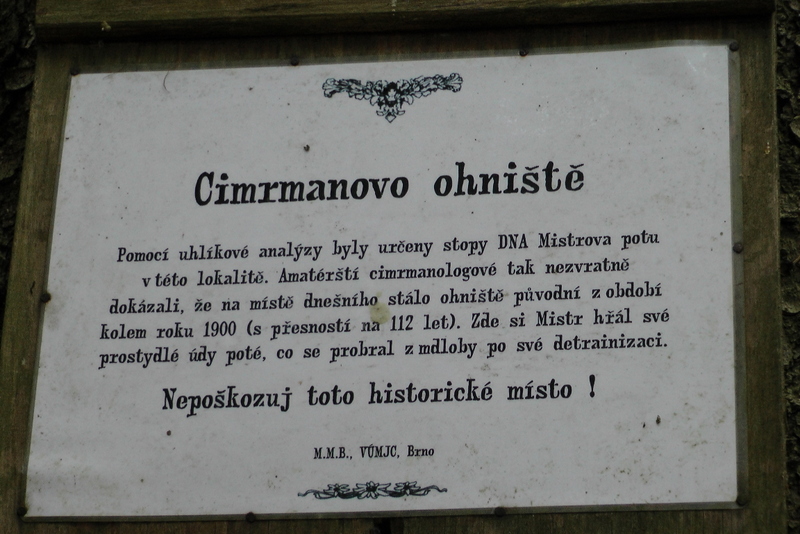 Cimrmanovo ohniště
Pomocí uhlíkové analýzy byly určeny stopy DNA Mistrova potu
v této lokalitě. Amatérští cimrmanologové tak nezvratně
dokázali, že na místě dnešního stálo ohniště původní z období
kolem roku 1900 (s přesností na 112 let). Zde si Mistr hřál své
prostydlé údy poté, co se probral z mdloby po své detrainizaci.
Nepoškozuj toto historické místo !
M.M.B., VÚMJC, Brno